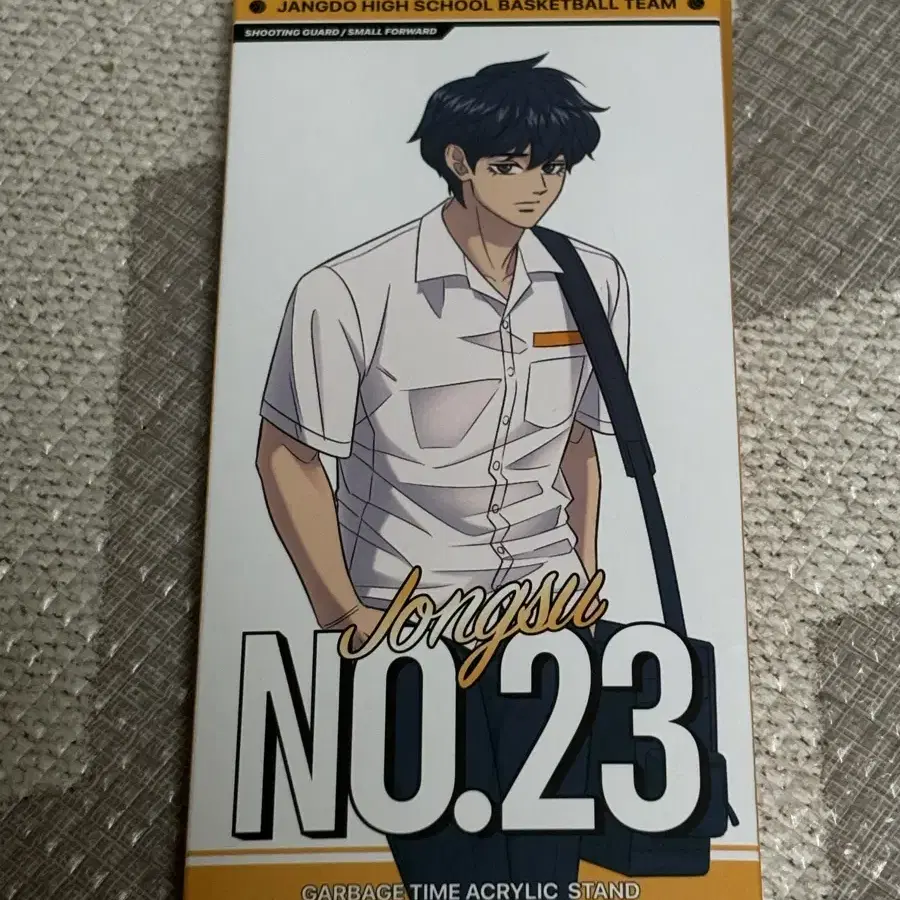 JANGDO HIGH SCHOOL BASKETBALL TEAM
SHOOTING GUARD / SMALL FORWARD
Jongsu
NO.23
GARBAGE TIME ACRYLIC STAND